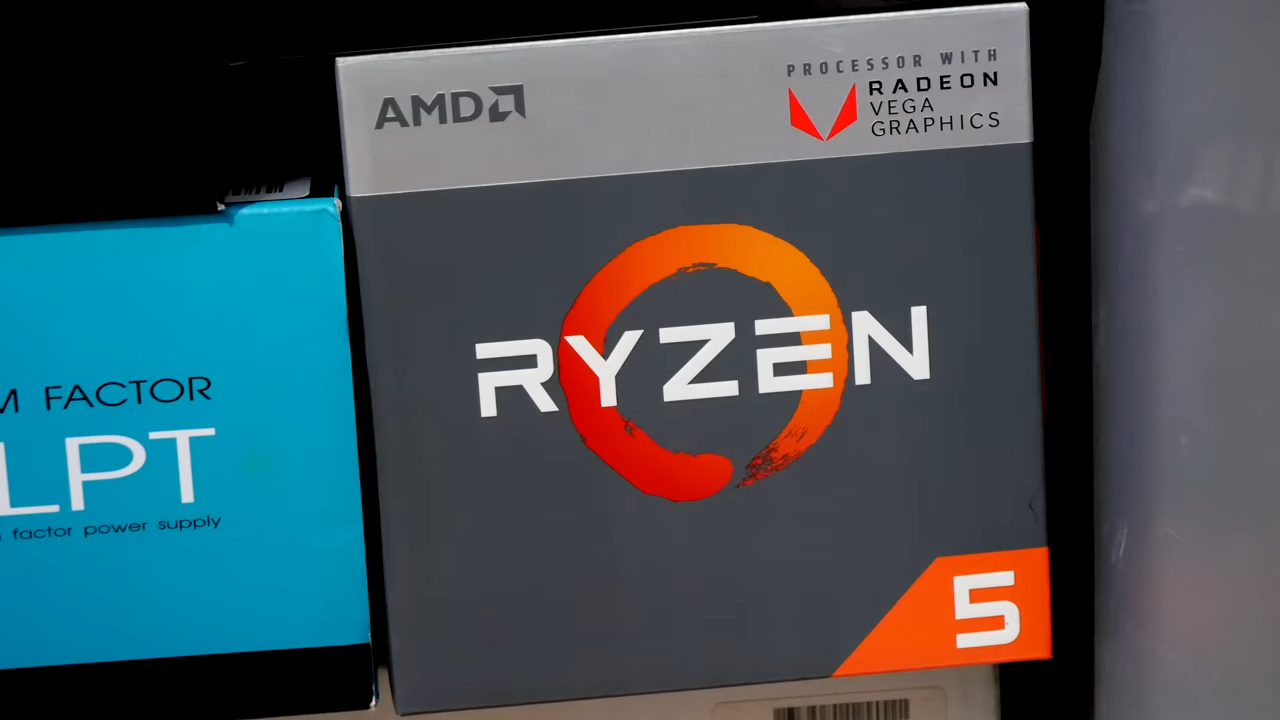 AMD
PROCESSOR WITH
RADEON
VEGA
GRAPHICS
RYZEN
5
FACTOR
LPT
factor power supply